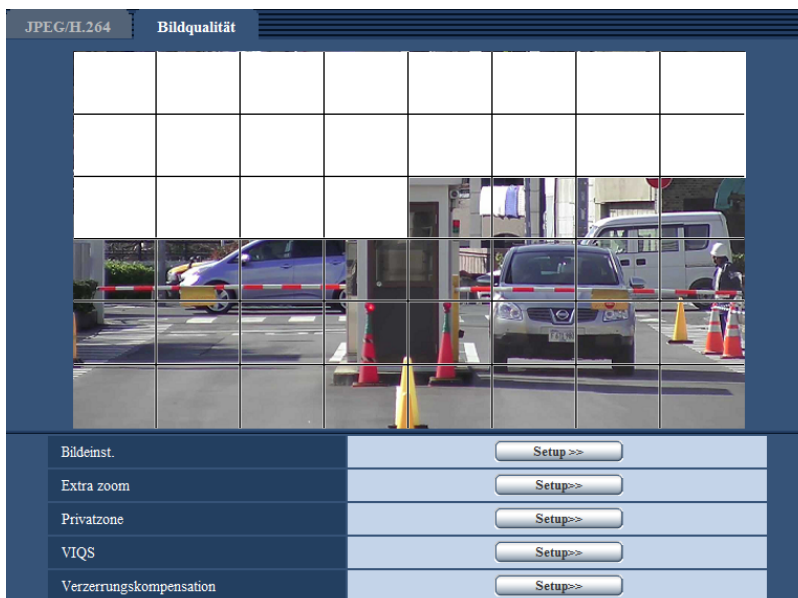 JPEG/H.264 Bildqualität
Bildeinst. Setup >>
Extra zoom Setup>>
Privatzone Setup>>
VIQS Setup>>
Verzerrungskompensation Setup>>